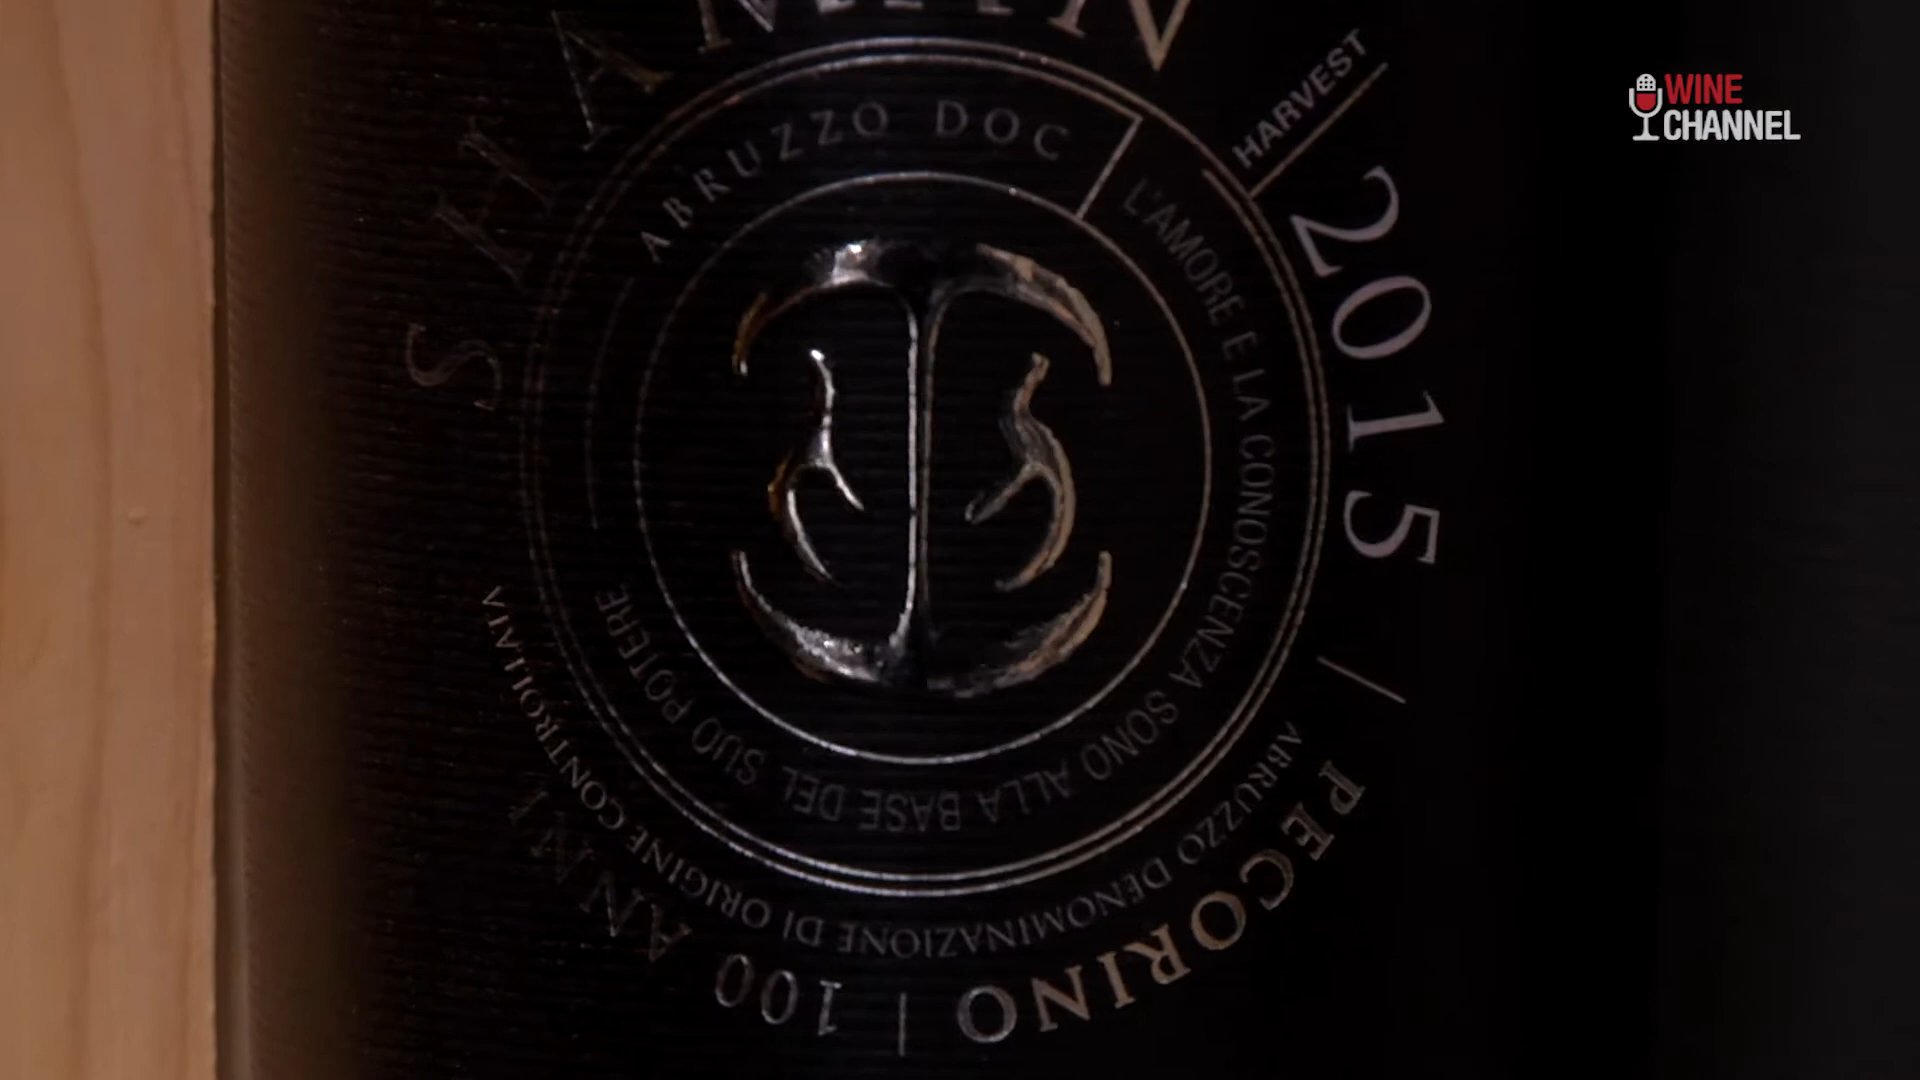 SHAMAN
HARVEST
2015
| PECORINO | 100 ANNI
ABRUZZO DOC
L'AMORE E LA CONOSCENZA SONO ALLA BASE DEL SUO POTERE
ABRUZZO DENOMINAZIONE DI ORIGINE CONTROLLATA
WINE
CHANNEL